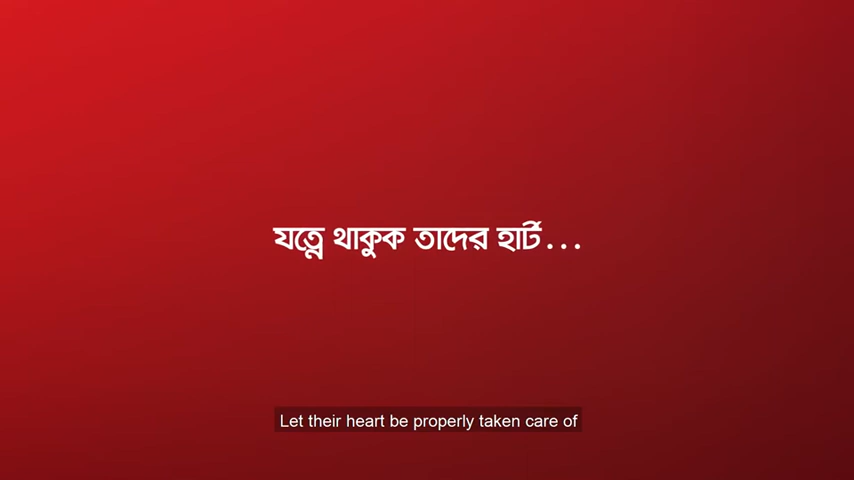 যত্নে থাকুক তাদের হার্ট...
Let their heart be properly taken care of